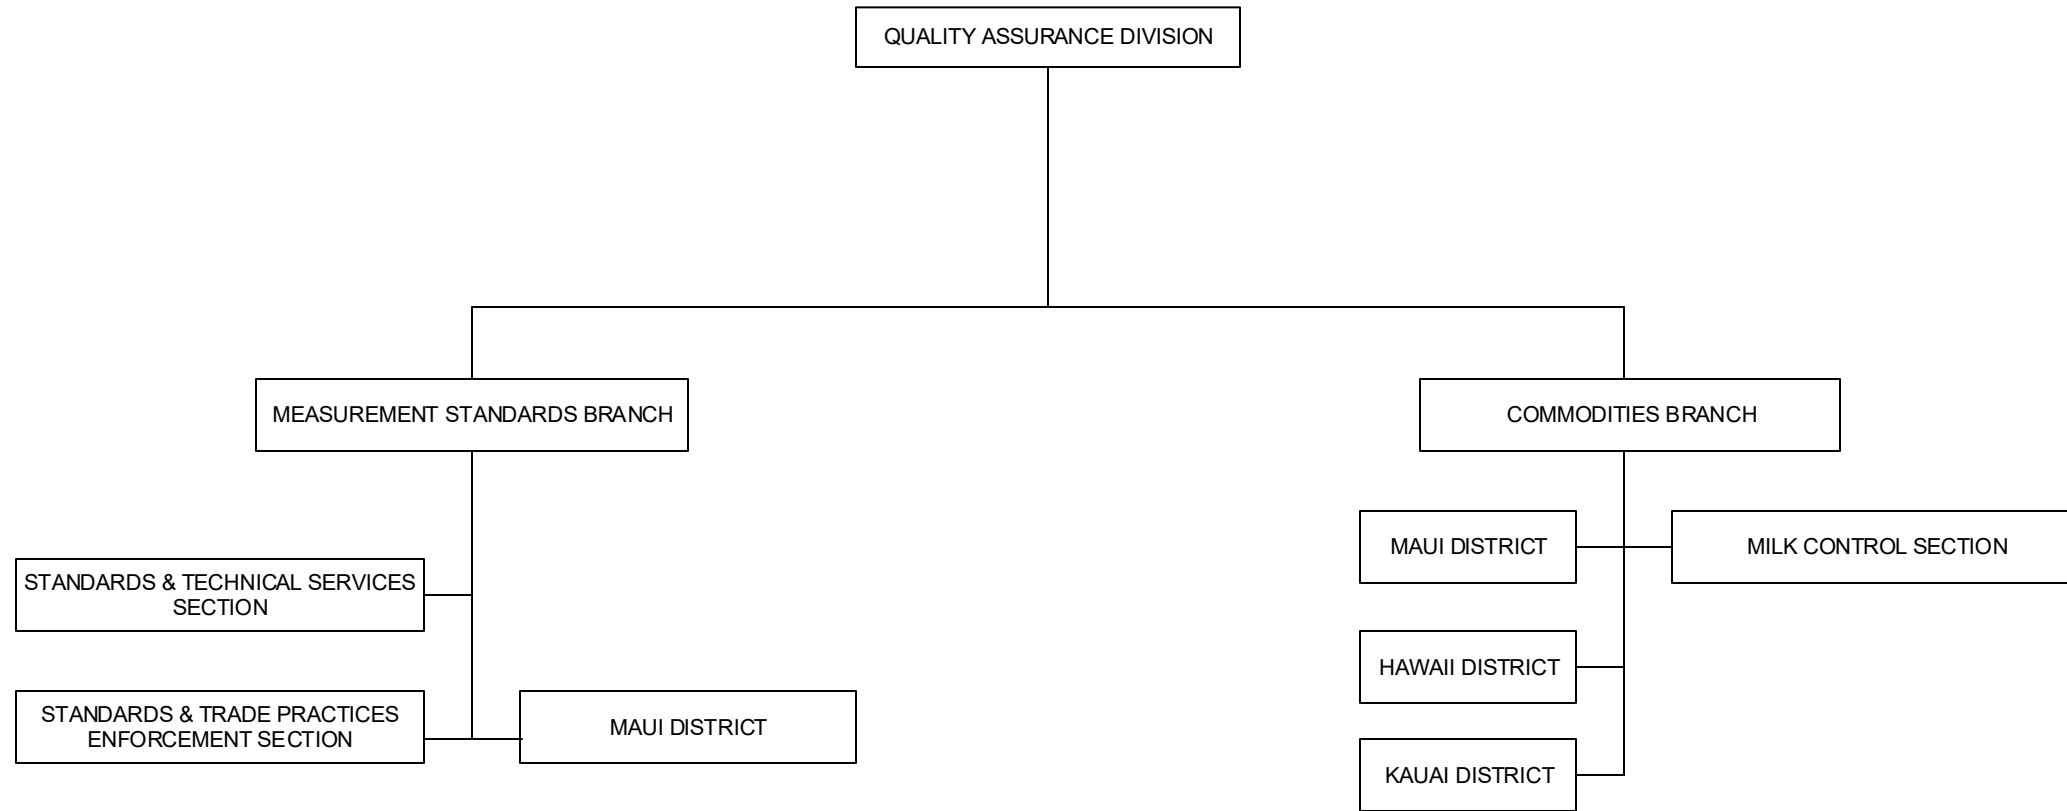 QUALITY ASSURANCE DIVISION
MEASUREMENT STANDARDS BRANCH
COMMODITIES BRANCH
MAUI DISTRICT
MILK CONTROL SECTION
STANDARDS & TECHNICAL SERVICES
SECTION
HAWAII DISTRICT
STANDARDS & TRADE PRACTICES
ENFORCEMENT SECTION
MAUI DISTRICT
KAUAI DISTRICT